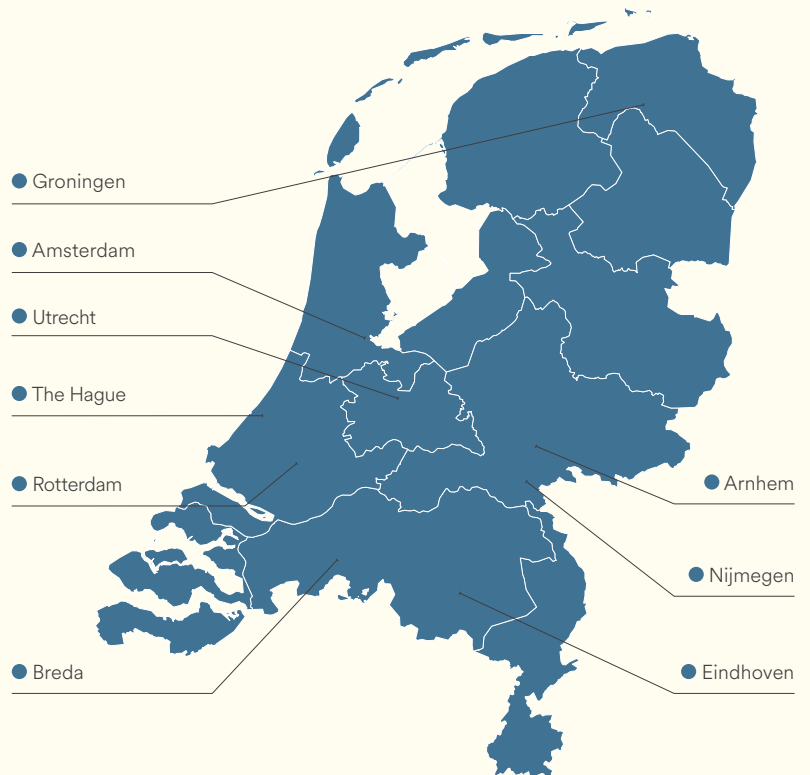 Groningen
Amsterdam
Utrecht
The Hague
Rotterdam
Breda
Arnhem
Nijmegen
Eindhoven